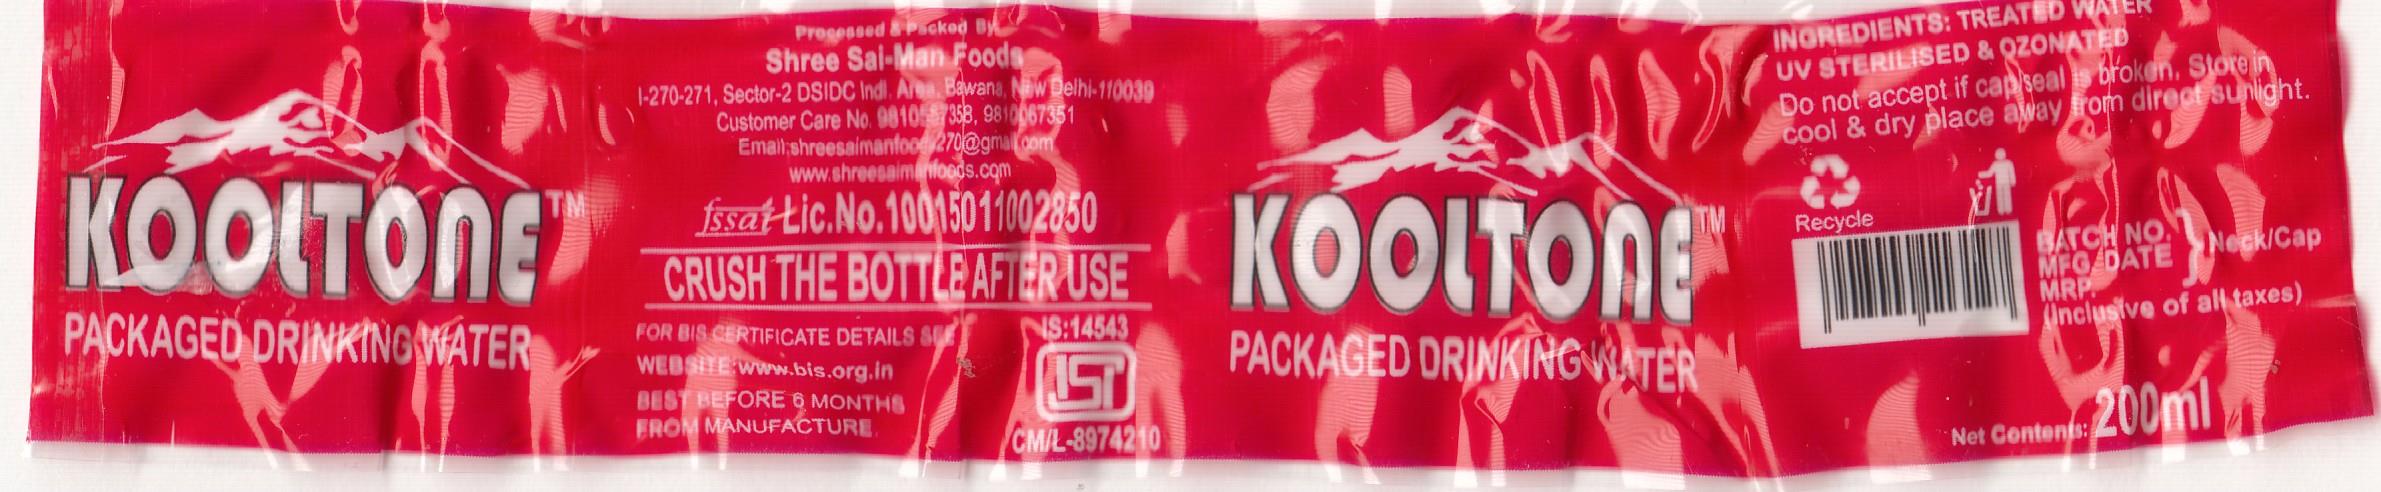 KOOLTONE™
PACKAGED DRINKING WATER
Processed & Packed By
Shree Sai-Man Foods
I-270-271, Sector-2 DSIDC Indl. Area, Bawana, New Delhi-110039
Customer Care No. 9810067351
www.shreesaimanfoods.com
fssai Lic.No.10015011002850
CRUSH THE BOTTLE AFTER USE
FOR BIS CERTIFICATE DETAILS SEE
WEBSITE:www.bis.org.in
BEST BEFORE 6 MONTHS
FROM MANUFACTURE
IS:14543
ISI
CM/L-8974210
KOOLTONE™
PACKAGED DRINKING WATER
INGREDIENTS: TREATED WATER
UV STERILISED & OZONATED
Do not accept if cap/seal is broken. Store in
cool & dry place away from direct sunlight.
Recycle
BATCH NO.
MFG. DATE
Neck/Cap
MRP.
(Inclusive of all taxes)
Net Contents: 200ml